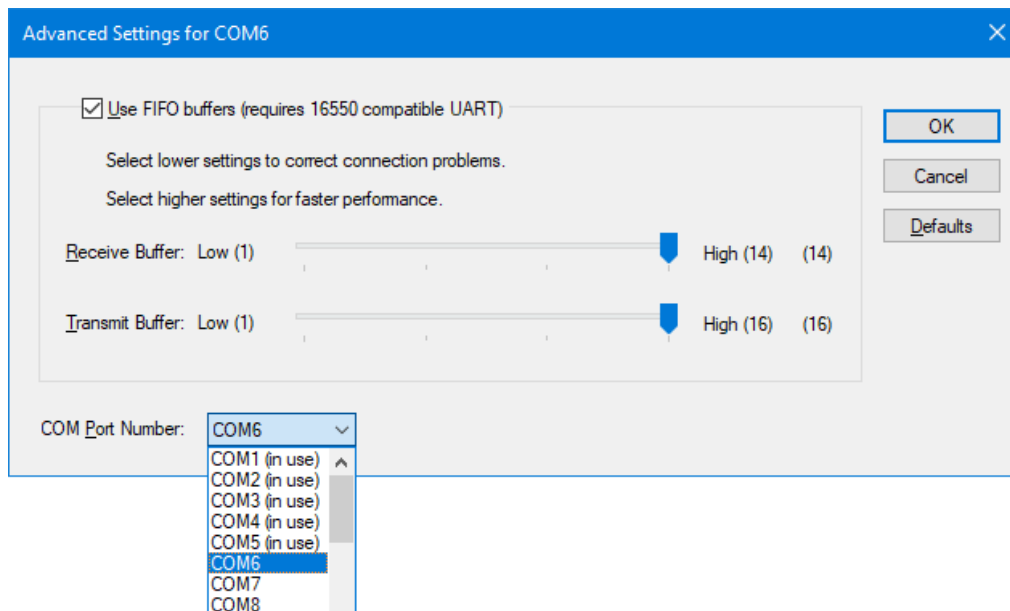 Advanced Settings for COM6
Use FIFO buffers (requires 16550 compatible UART)
OK
Select lower settings to correct connection problems.
Cancel
Select higher settings for faster performance.
Defaults
Receive Buffer: Low (1) High (14) (14)
Transmit Buffer: Low (1) High (16) (16)
COM Port Number: COM6
COM1 (in use)
COM2 (in use)
COM3 (in use)
COM4 (in use)
COM5 (in use)
COM6
COM7
COM8